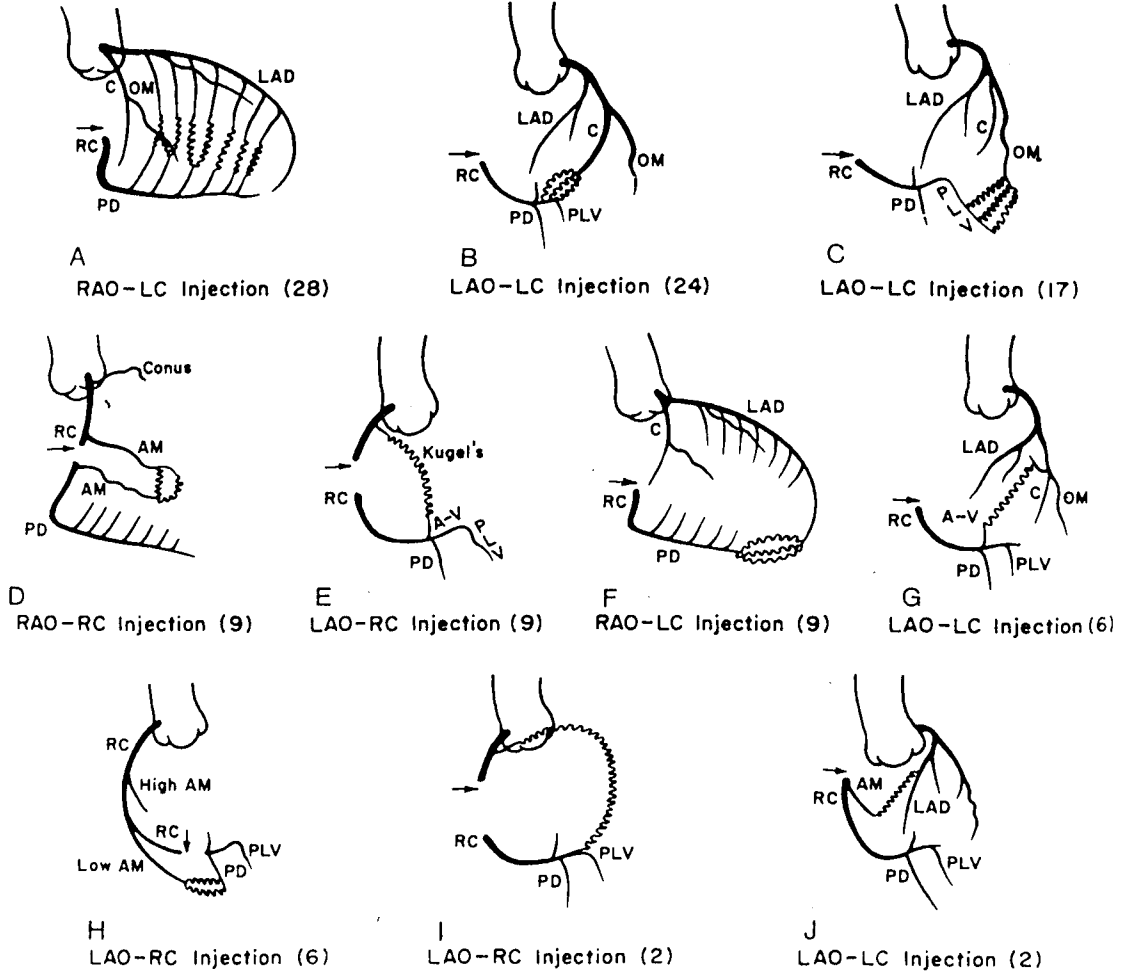 C OM LAD
RC
PD
A
RAO-LC Injection (28)
LAD
C
RC
OM
PD PLV
B
LAO-LC Injection (24)
LAD
C
OM
RC
PD PLV
C
LAO-LC Injection (17)
Conus
RC
AM
AM
PD
D
RAO-RC Injection (9)
Kugel's
RC
A-V
PD PLV
E
LAO-RC Injection (9)
LAD
C
RC
PD
F
RAO-LC Injection (9)
LAD
C OM
RC A-V
PD PLV
G
LAO-LC Injection (6)
RC
High AM
RC
Low AM PLV
PD
H
LAO-RC Injection (6)
RC
PLV
PD
I
LAO-RC Injection (2)
AM
RC LAD
PLV
PD
J
LAO-LC Injection (2)